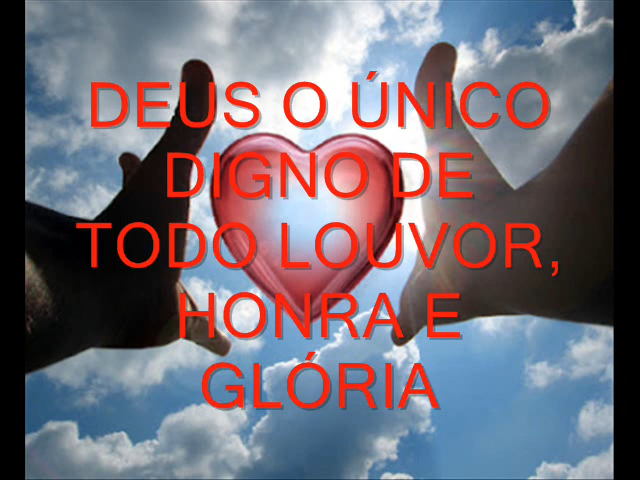 DEUS O ÚNICO
DIGNO DE
TODO LOUVOR,
HONRA E
GLÓRIA